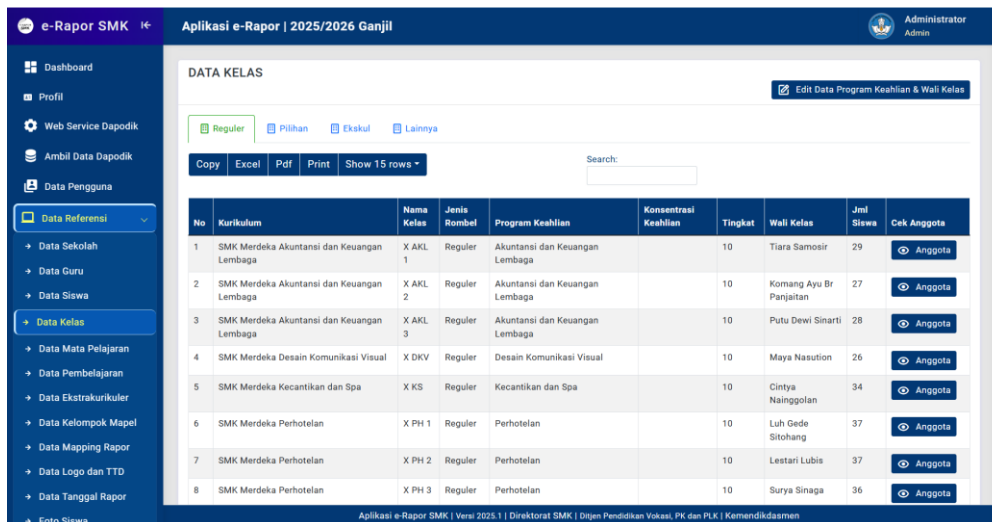 e-Rapor SMK
Aplikasi e-Rapor | 2025/2026 Ganjil
Administrator
Admin
Dashboard
Profil
Web Service Dapodik
Ambil Data Dapodik
Data Pengguna
Data Referensi
Data Sekolah
Data Guru
Data Siswa
Data Kelas
Data Mata Pelajaran
Data Pembelajaran
Data Ekstrakurikuler
Data Kelompok Mapel
Data Mapping Rapor
Data Logo dan TTD
Data Tanggal Rapor
Foto Siswa
DATA KELAS
Edit Data Program Keahlian & Wali Kelas
Reguler Pilihan Ekskul Lainnya
Copy Excel Pdf Print Show 15 rows
Search:
No Kurikulum Nama Kelas Jenis Rombel Program Keahlian Konsentrasi Keahlian Tingkat Wali Kelas Jml Siswa Cek Anggota
1 SMK Merdeka Akuntansi dan Keuangan Lembaga X AKL 1 Reguler Akuntansi dan Keuangan Lembaga 10 Tiara Samosir 29 Anggota
2 SMK Merdeka Akuntansi dan Keuangan Lembaga X AKL 2 Reguler Akuntansi dan Keuangan Lembaga 10 Komang Ayu Br Panjaitan 27 Anggota
3 SMK Merdeka Akuntansi dan Keuangan Lembaga X AKL 3 Reguler Akuntansi dan Keuangan Lembaga 10 Putu Dewi Sinarti 28 Anggota
4 SMK Merdeka Desain Komunikasi Visual X DKV Reguler Desain Komunikasi Visual 10 Maya Nasution 26 Anggota
5 SMK Merdeka Kecantikan dan Spa X KS Reguler Kecantikan dan Spa 10 Cintya Nainggolan 34 Anggota
6 SMK Merdeka Perhotelan X PH 1 Reguler Perhotelan 10 Luh Gede Sitohang 37 Anggota
7 SMK Merdeka Perhotelan X PH 2 Reguler Perhotelan 10 Lestari Lubis 37 Anggota
8 SMK Merdeka Perhotelan X PH 3 Reguler Perhotelan 10 Surya Sinaga 36 Anggota
Aplikasi e-Rapor SMK | Versi 2025.1 | Direktorat SMK | Ditjen Pendidikan Vokasi, PK dan PLK | Kemendikdasmen